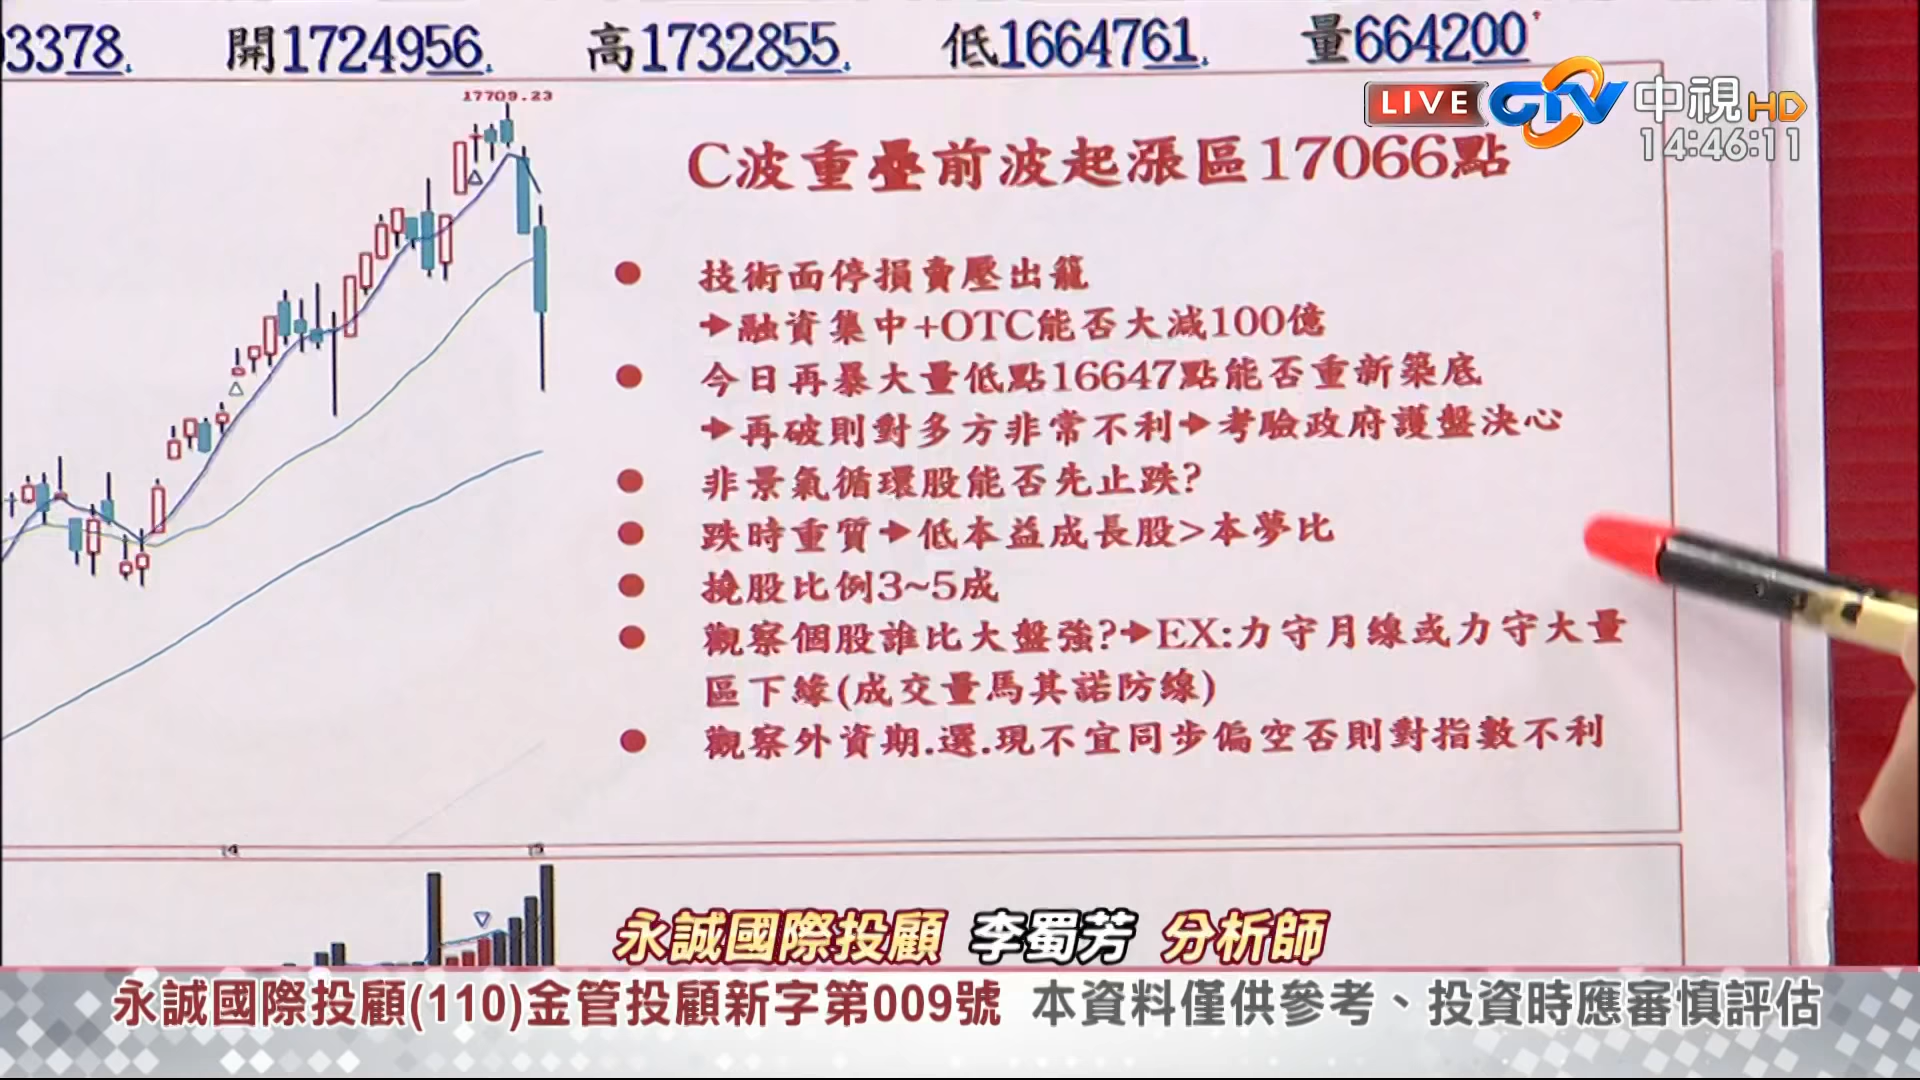 3378.
開1724956.
高1732855.
低1664761.
量664200
LIVE CTV 中視HD
14:46:11
17709.23
C波重疊前波起漲區17066點
● 技術面停損賣壓出籠
➔融資集中+OTC能否大減100億
● 今日再暴大量低點16647點能否重新築底
➔再破則對多方非常不利➔考驗政府護盤決心
● 非景氣循環股能否先止跌?
● 跌時重質➔低本益成長股>本夢比
● 撓股比例3~5成
● 觀察個股誰比大盤強?➔EX:力守月線或力守大量
區下緣(成交量馬其諾防線)
● 觀察外資期.選.現不宜同步偏空否則對指數不利
永誠國際投顧 李蜀芳 分析師
永誠國際投顧(110)金管投顧新字第009號 本資料僅供參考、投資時應審慎評估